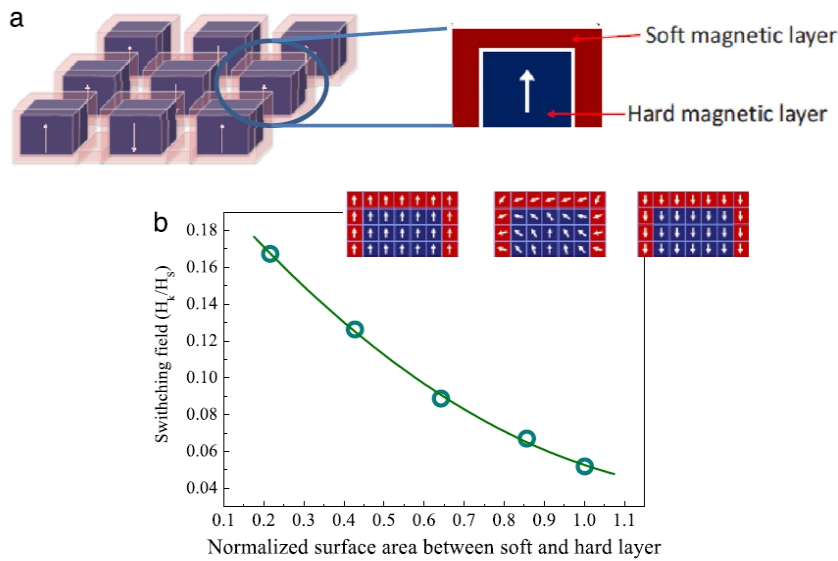 a
Soft magnetic layer
Hard magnetic layer
b
0.18
0.16
0.14
0.12
0.10
0.08
0.06
0.04
Swithching field (Hk/HS)
0.1 0.2 0.3 0.4 0.5 0.6 0.7 0.8 0.9 1.0 1.1
Normalized surface area between soft and hard layer